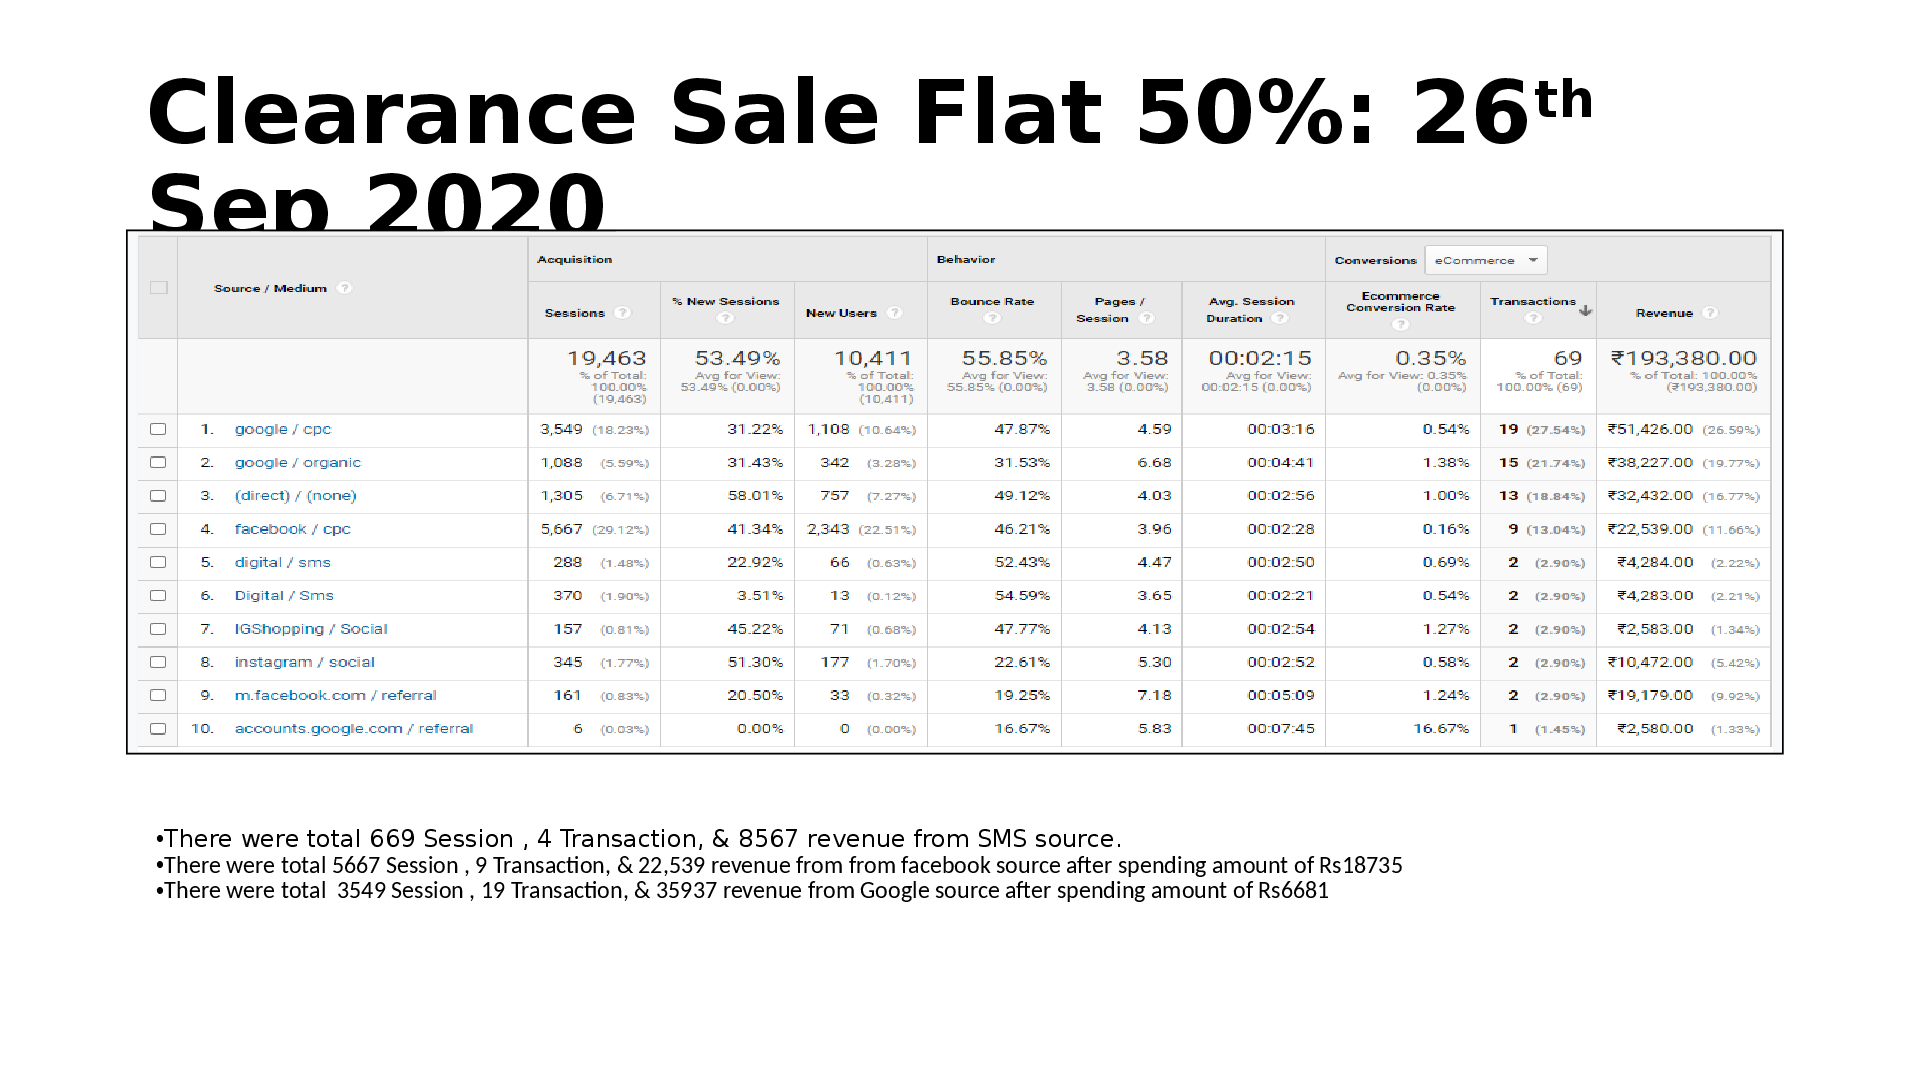 Clearance Sale Flat 50%: 26th
Sep 2020
Acquisition Behavior Conversions eCommerce
Source / Medium ? Sessions ? % New Sessions ? New Users ? Bounce Rate ? Pages / Session ? Avg. Session Duration ? Ecommerce Conversion Rate ? Transactions ? Revenue ?
19,463 53.49% 10,411 55.85% 3.58 00:02:15 0.35% 69 ₹193,380.00
% of Total: 100.00% (19,463) Avg for View: 53.49% (0.00%) % of Total: 100.00% (10,411) Avg for View: 55.85% (0.00%) Avg for View: 3.58 (0.00%) Avg for View: 00:02:15 (0.00%) Avg for View: 0.35% (0.00%) % of Total: 100.00% (69) % of Total: 100.00% (₹193,380.00)
1. google / cpc 3,549 (18.23%) 31.22% 1,108 (10.64%) 47.87% 4.59 00:03:16 0.54% 19 (27.54%) ₹51,426.00 (26.59%)
2. google / organic 1,088 (5.59%) 31.43% 342 (3.28%) 31.53% 6.68 00:04:41 1.38% 15 (21.74%) ₹38,227.00 (19.77%)
3. (direct) / (none) 1,305 (6.71%) 58.01% 757 (7.27%) 49.12% 4.03 00:02:56 1.00% 13 (18.84%) ₹32,432.00 (16.77%)
4. facebook / cpc 5,667 (29.12%) 41.34% 2,343 (22.51%) 46.21% 3.96 00:02:28 0.16% 9 (13.04%) ₹22,539.00 (11.66%)
5. digital / sms 288 (1.48%) 22.92% 66 (0.63%) 52.43% 4.47 00:02:50 0.69% 2 (2.90%) ₹4,284.00 (2.22%)
6. Digital / Sms 370 (1.90%) 3.51% 13 (0.12%) 54.59% 3.65 00:02:21 0.54% 2 (2.90%) ₹4,283.00 (2.21%)
7. IGShopping / Social 157 (0.81%) 45.22% 71 (0.68%) 47.77% 4.13 00:02:54 1.27% 2 (2.90%) ₹2,583.00 (1.34%)
8. instagram / social 345 (1.77%) 51.30% 177 (1.70%) 22.61% 5.30 00:02:52 0.58% 2 (2.90%) ₹10,472.00 (5.42%)
9. m.facebook.com / referral 161 (0.83%) 20.50% 33 (0.32%) 19.25% 7.18 00:05:09 1.24% 2 (2.90%) ₹19,179.00 (9.92%)
10. accounts.google.com / referral 6 (0.03%) 0.00% 0 (0.00%) 16.67% 5.83 00:07:45 16.67% 1 (1.45%) ₹2,580.00 (1.33%)
•There were total 669 Session , 4 Transaction, & 8567 revenue from SMS source.
•There were total 5667 Session , 9 Transaction, & 22,539 revenue from from facebook source after spending amount of Rs18735
•There were total  3549 Session , 19 Transaction, & 35937 revenue from Google source after spending amount of Rs6681